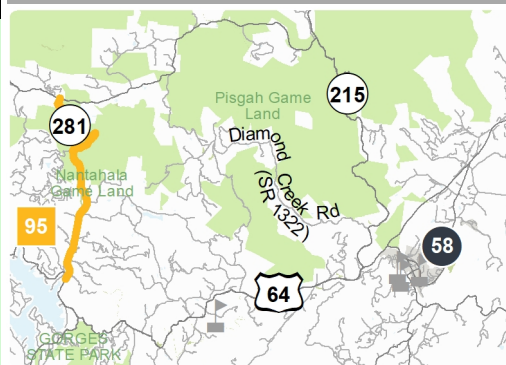 215
Pisgah Game
Land
281
Diamond Creek Rd
(SR 1322)
Nantahala
Game Land
95
58
64
GORGES
STATE PARK